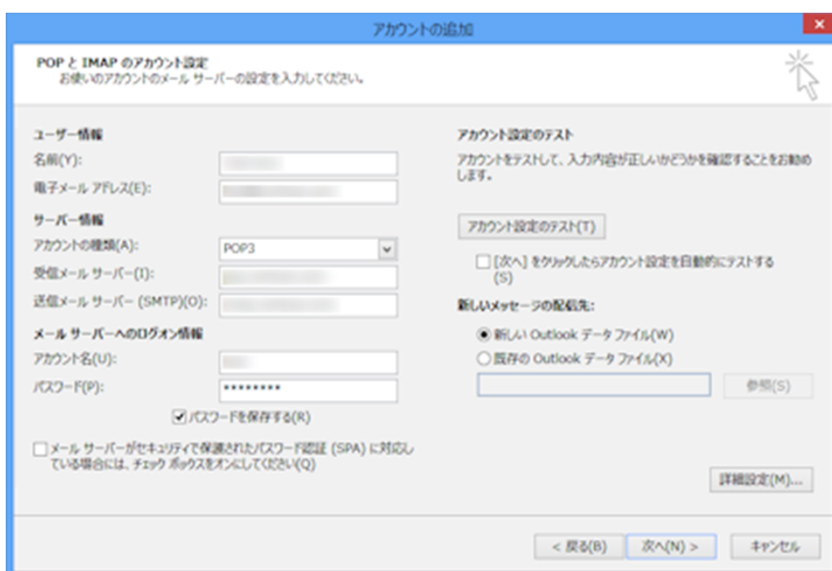 アカウントの追加
POP と IMAP のアカウント設定
お使いのアカウントのメール サーバーの設定を入力してください。
ユーザー情報
名前(Y):
電子メール アドレス(E):
サーバー情報
アカウントの種類(A):
POP3
受信メール サーバー(I):
送信メール サーバー (SMTP)(O):
メール サーバーへのログオン情報
アカウント名(U):
パスワード(P):
********
パスワードを保存する(R)
メール サーバーがセキュリティで保護されたパスワード認証 (SPA) に対応し
ている場合には、チェック ボックスをオンにしてください(Q)
アカウント設定のテスト
アカウントをテストして、入力内容が正しいかどうかを確認することをお勧め
します。
アカウント設定のテスト(T)
[次へ] をクリックしたらアカウント設定を自動的にテストする
(S)
新しいメッセージの配信先:
新しい Outlook データ ファイル(W)
既存の Outlook データ ファイル(X)
参照(S)
詳細設定(M)...
< 戻る(B)
次へ(N) >
キャンセル